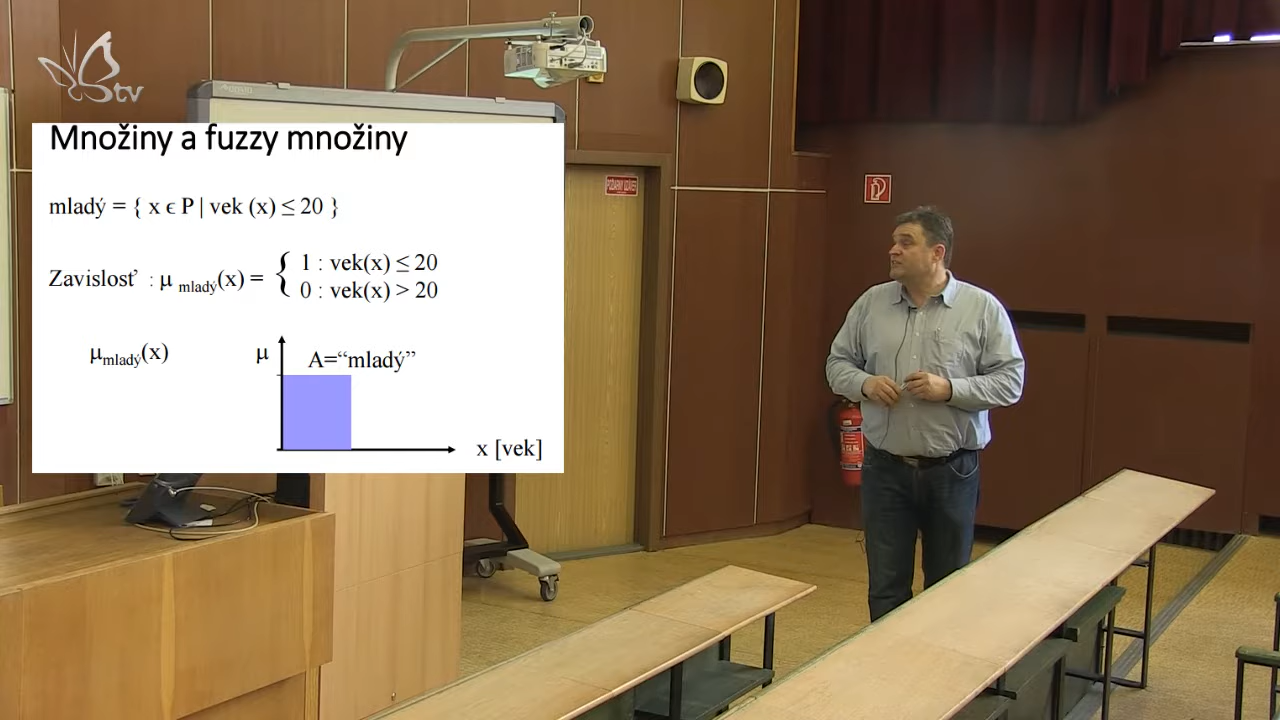 tv
Množiny a fuzzy množiny
mladý = { x ϵ P | vek (x) ≤ 20 }
Zavislosť : μ mladý(x) = { 1 : vek(x) ≤ 20
0 : vek(x) > 20
μmladý(x)
μ
A=“mladý”
x [vek]